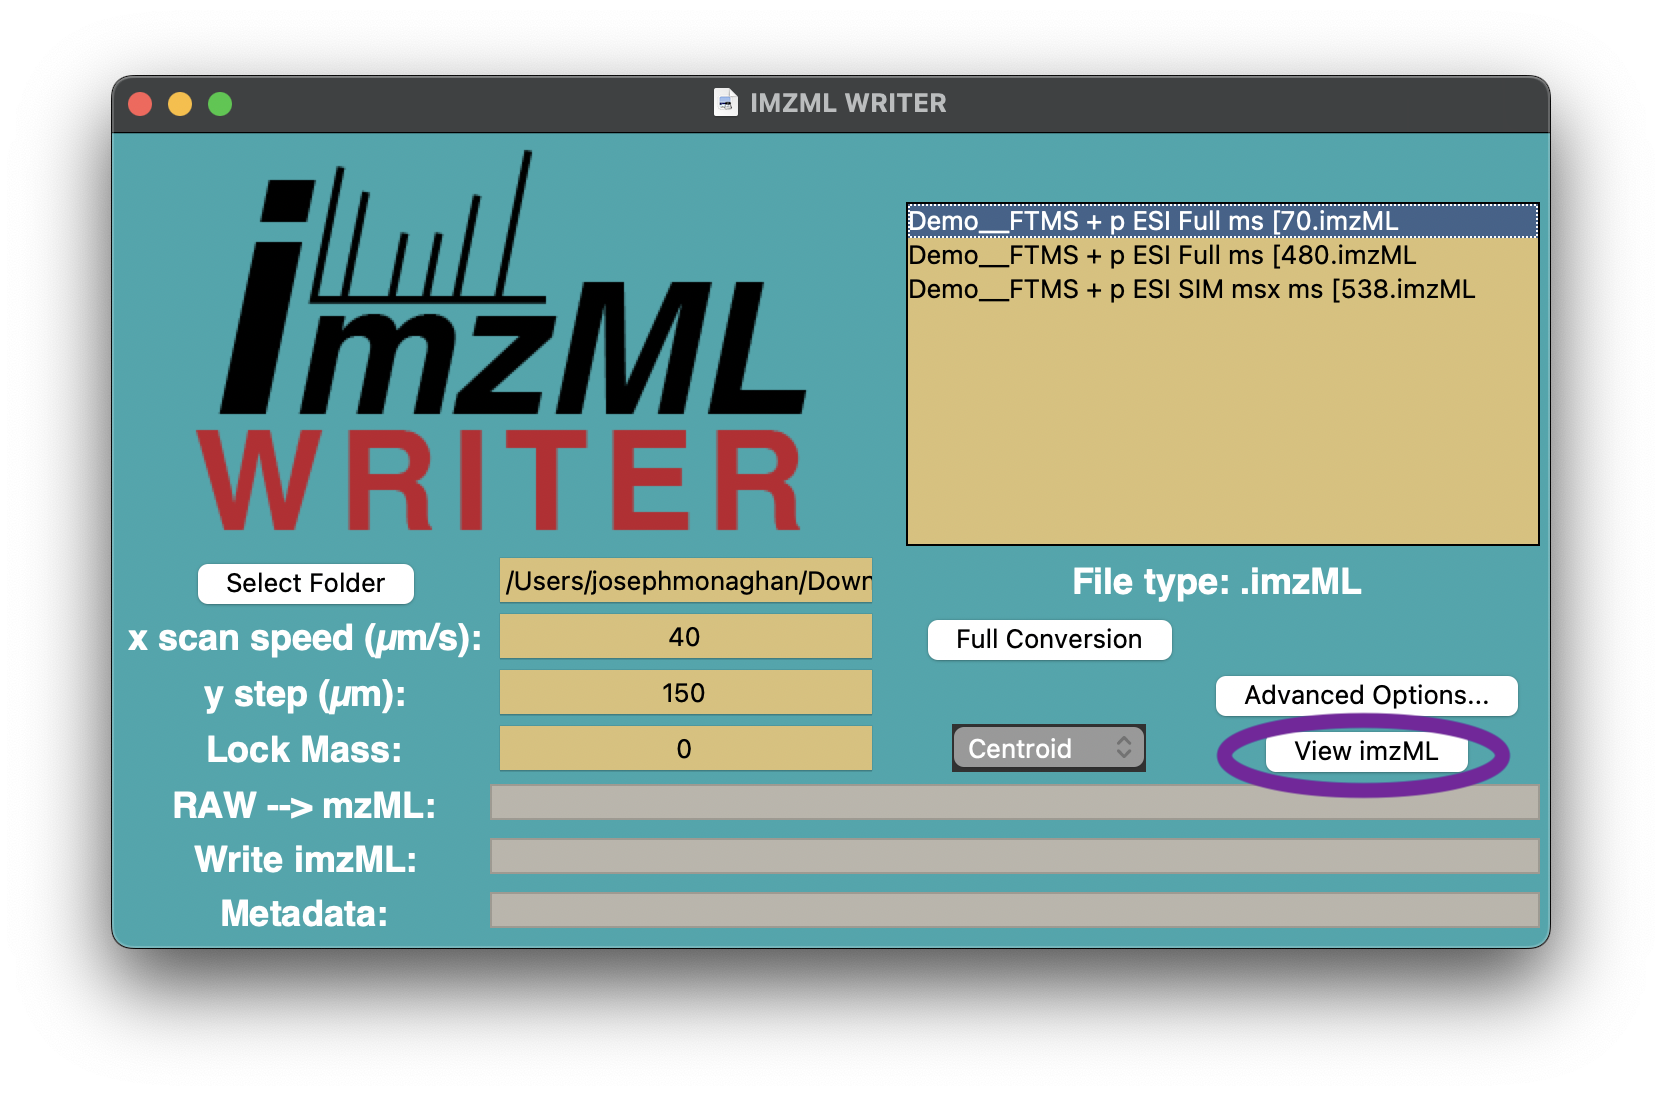 IMZML WRITER
imzML
WRITER
Demo__FTMS + p ESI Full ms [70.imzML
Demo__FTMS + p ESI Full ms [480.imzML
Demo__FTMS + p ESI SIM msx ms [538.imzML
Select Folder
/Users/josephmonaghan/Down
File type: .imzML
x scan speed (µm/s):
40
Full Conversion
y step (µm):
150
Advanced Options...
Lock Mass:
0
Centroid
View imzML
RAW --> mzML:
Write imzML:
Metadata: